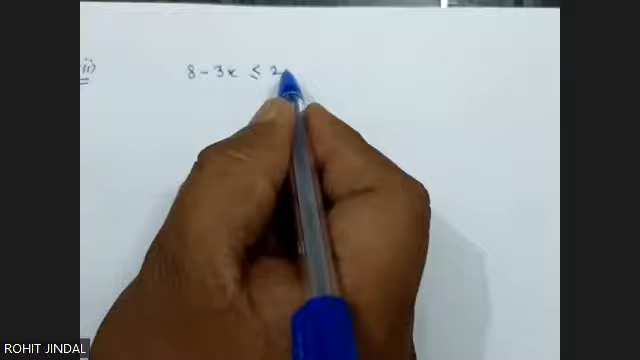 ii)
8 - 3x ≤ 2
ROHIT JINDAL